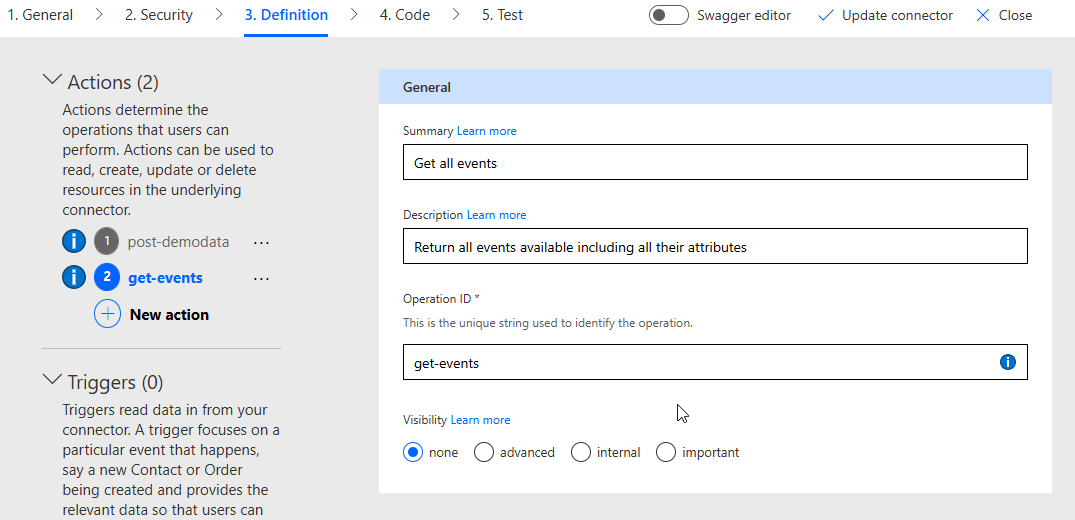 1. General
2. Security
3. Definition
4. Code
5. Test
Swagger editor
Update connector
Close
Actions (2)
Actions determine the
operations that users can
perform. Actions can be used to
read, create, update or delete
resources in the underlying
connector.
i 1 post-demodata ...
i 2 get-events ...
New action
Triggers (0)
Triggers read data in from your
connector. A trigger focuses on a
particular event that happens,
say a new Contact or Order
being created and provides the
relevant data so that users can
General
Summary Learn more
Get all events
Description Learn more
Return all events available including all their attributes
Operation ID *
This is the unique string used to identify the operation.
get-events i
Visibility Learn more
none advanced internal important